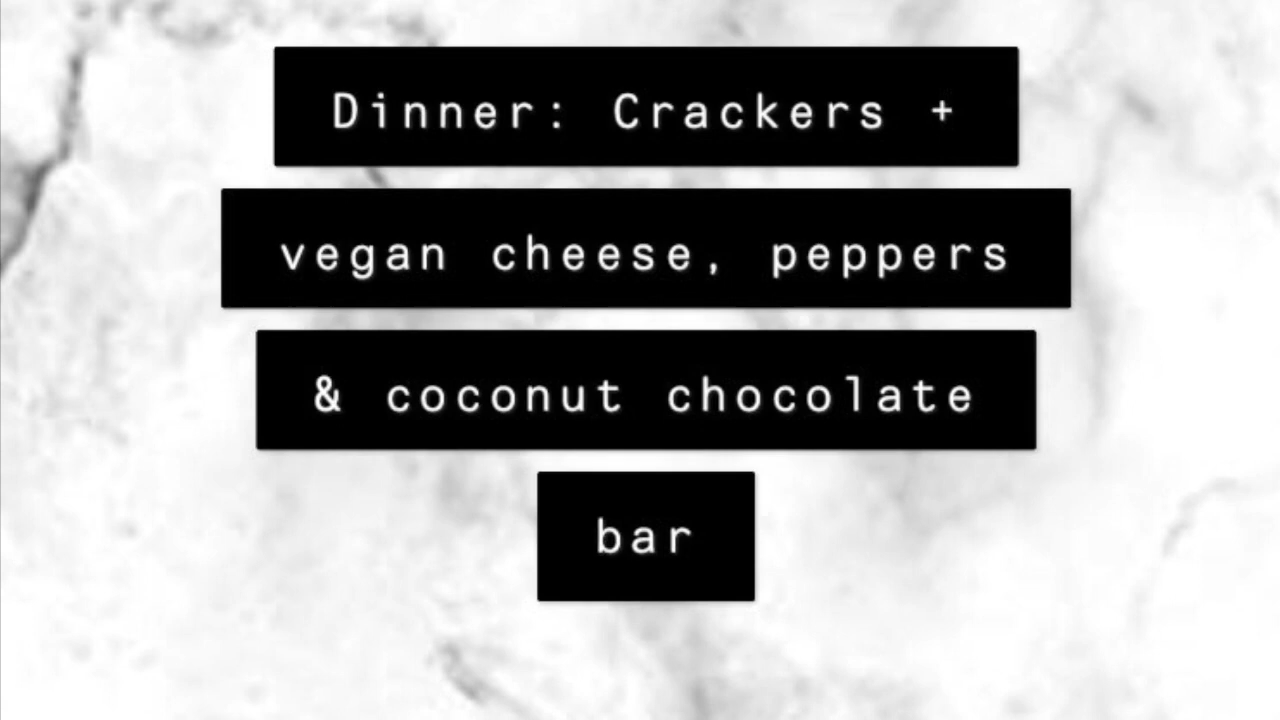 Dinner: Crackers +
vegan cheese, peppers
& coconut chocolate
bar